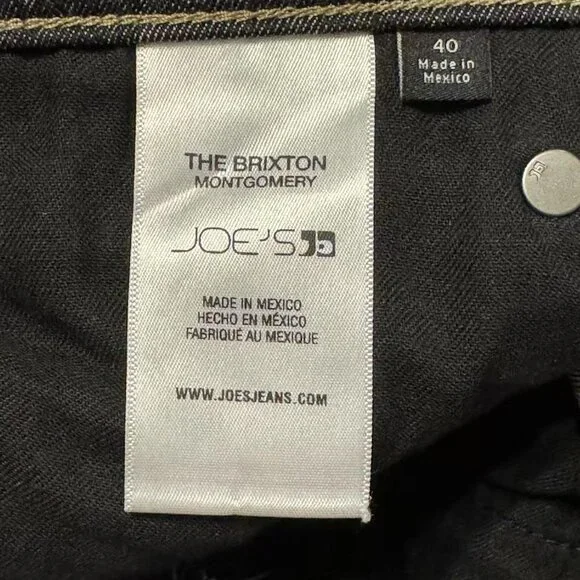 40
Made in
Mexico
THE BRIXTON
MONTGOMERY
JOE'S
MADE IN MEXICO
HECHO EN MÉXICO
FABRIQUÉ AU MEXIQUE
WWW.JOESJEANS.COM